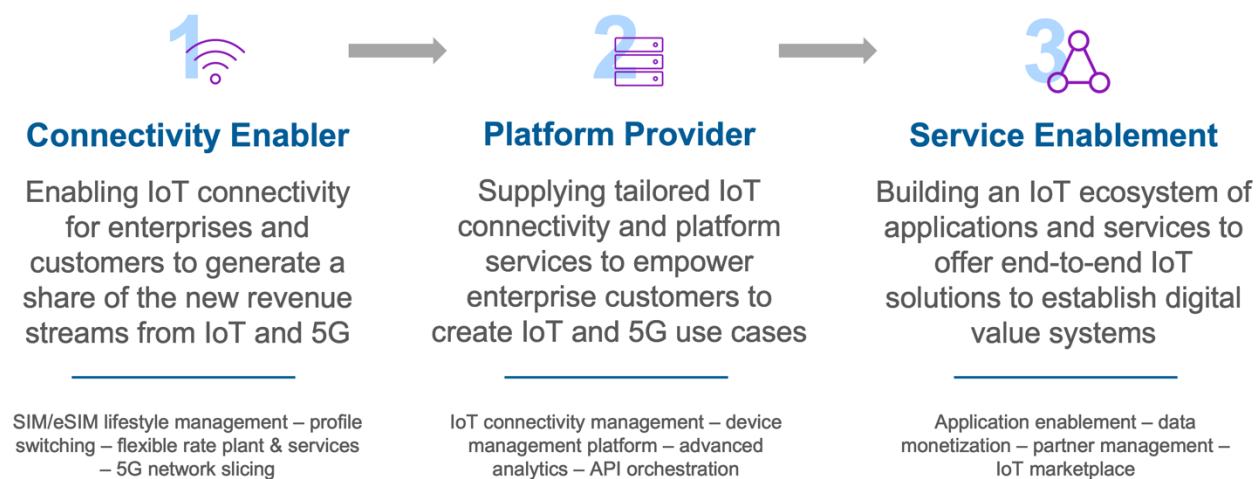 1
Connectivity Enabler
Enabling IoT connectivity
for enterprises and
customers to generate a
share of the new revenue
streams from IoT and 5G
SIM/eSIM lifestyle management – profile
switching – flexible rate plant & services
– 5G network slicing
2
Platform Provider
Supplying tailored IoT
connectivity and platform
services to empower
enterprise customers to
create IoT and 5G use cases
IoT connectivity management – device
management platform – advanced
analytics – API orchestration
3
Service Enablement
Building an IoT ecosystem of
applications and services to
offer end-to-end IoT
solutions to establish digital
value systems
Application enablement – data
monetization – partner management –
IoT marketplace